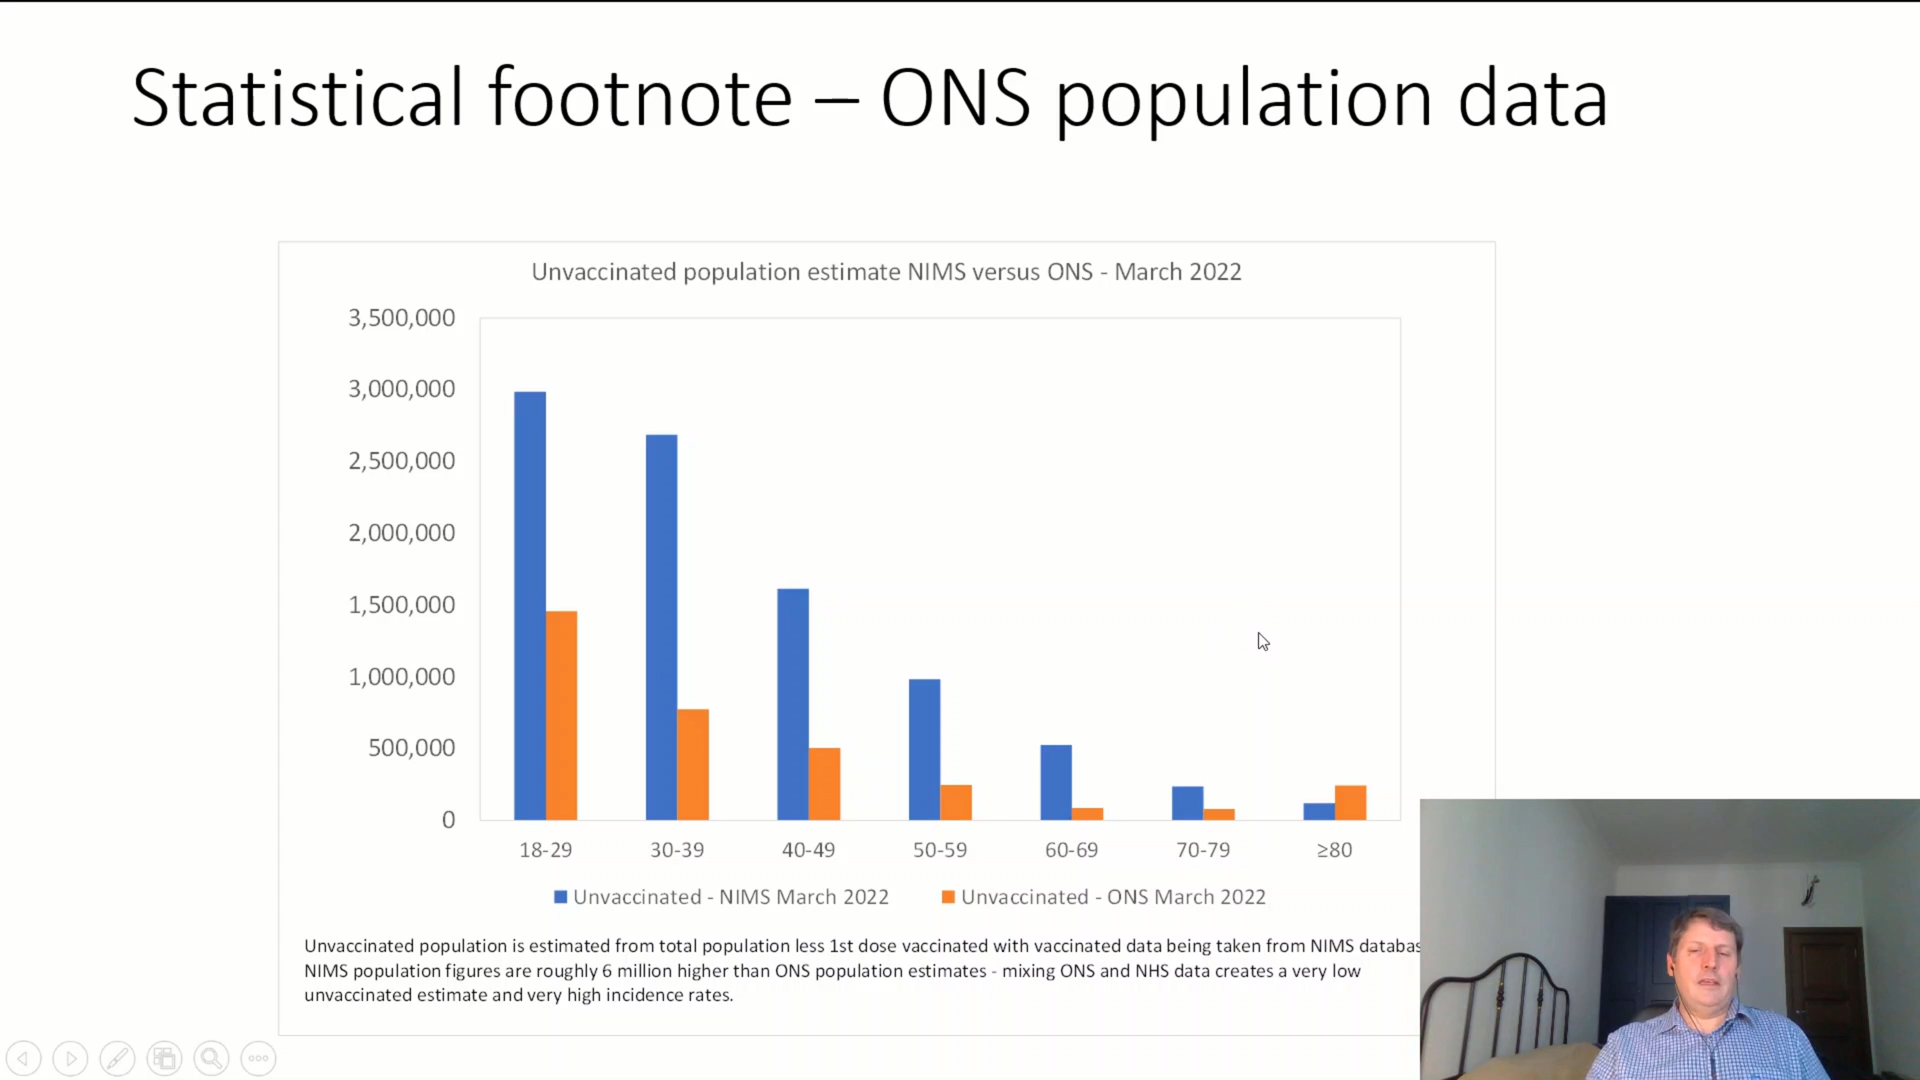 Statistical footnote – ONS population data
Unvaccinated population estimate NIMS versus ONS - March 2022
3,500,000
3,000,000
2,500,000
2,000,000
1,500,000
1,000,000
500,000
0
18-29 30-39 40-49 50-59 60-69 70-79 ≥80
Unvaccinated - NIMS March 2022 Unvaccinated - ONS March 2022
Unvaccinated population is estimated from total population less 1st dose vaccinated with vaccinated data being taken from NIMS databas
NIMS population figures are roughly 6 million higher than ONS population estimates - mixing ONS and NHS data creates a very low
unvaccinated estimate and very high incidence rates.